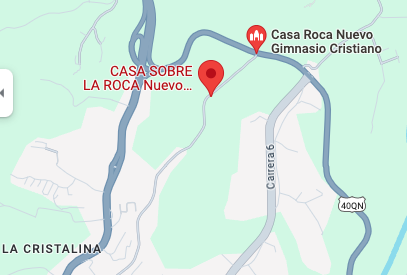 Casa Roca Nuevo
Gimnasio Cristiano
CASA SOBRE
LA ROCA Nuevo...
Carrera 6
40QN
LA CRISTALINA